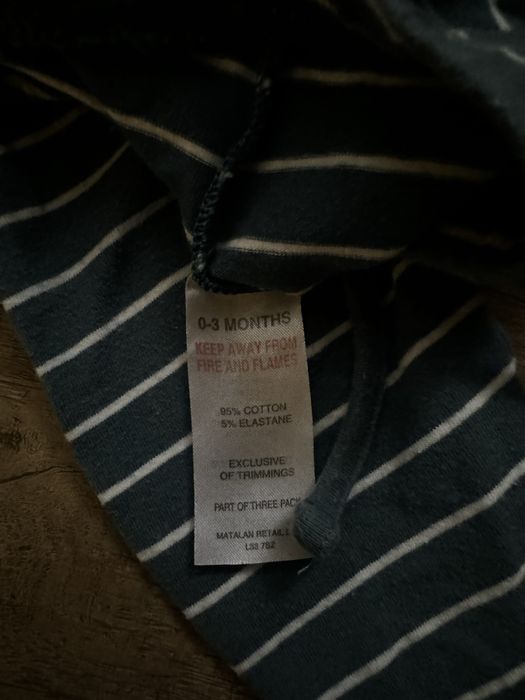 0-3 MONTHS
KEEP AWAY FROM
FIRE AND FLAMES
95% COTTON
5% ELASTANE
EXCLUSIVE
OF TRIMMINGS
PART OF THREE PACK
MATALAN RETAIL
L33 7SZ